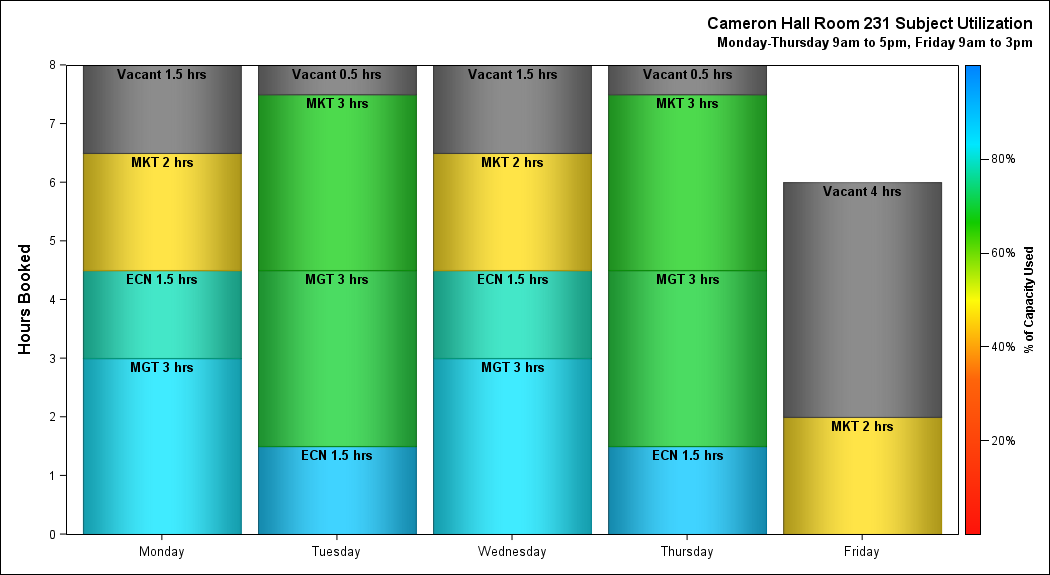 Cameron Hall Room 231 Subject Utilization
Monday-Thursday 9am to 5pm, Friday 9am to 3pm
Hours Booked
8
7
6
5
4
3
2
1
0
Vacant 1.5 hrs
MKT 2 hrs
ECN 1.5 hrs
MGT 3 hrs
Monday
Vacant 0.5 hrs
MKT 3 hrs
MGT 3 hrs
ECN 1.5 hrs
Tuesday
Vacant 1.5 hrs
MKT 2 hrs
ECN 1.5 hrs
MGT 3 hrs
Wednesday
Vacant 0.5 hrs
MKT 3 hrs
MGT 3 hrs
ECN 1.5 hrs
Thursday
Vacant 4 hrs
MKT 2 hrs
Friday
80%
60%
40%
20%
% of Capacity Used